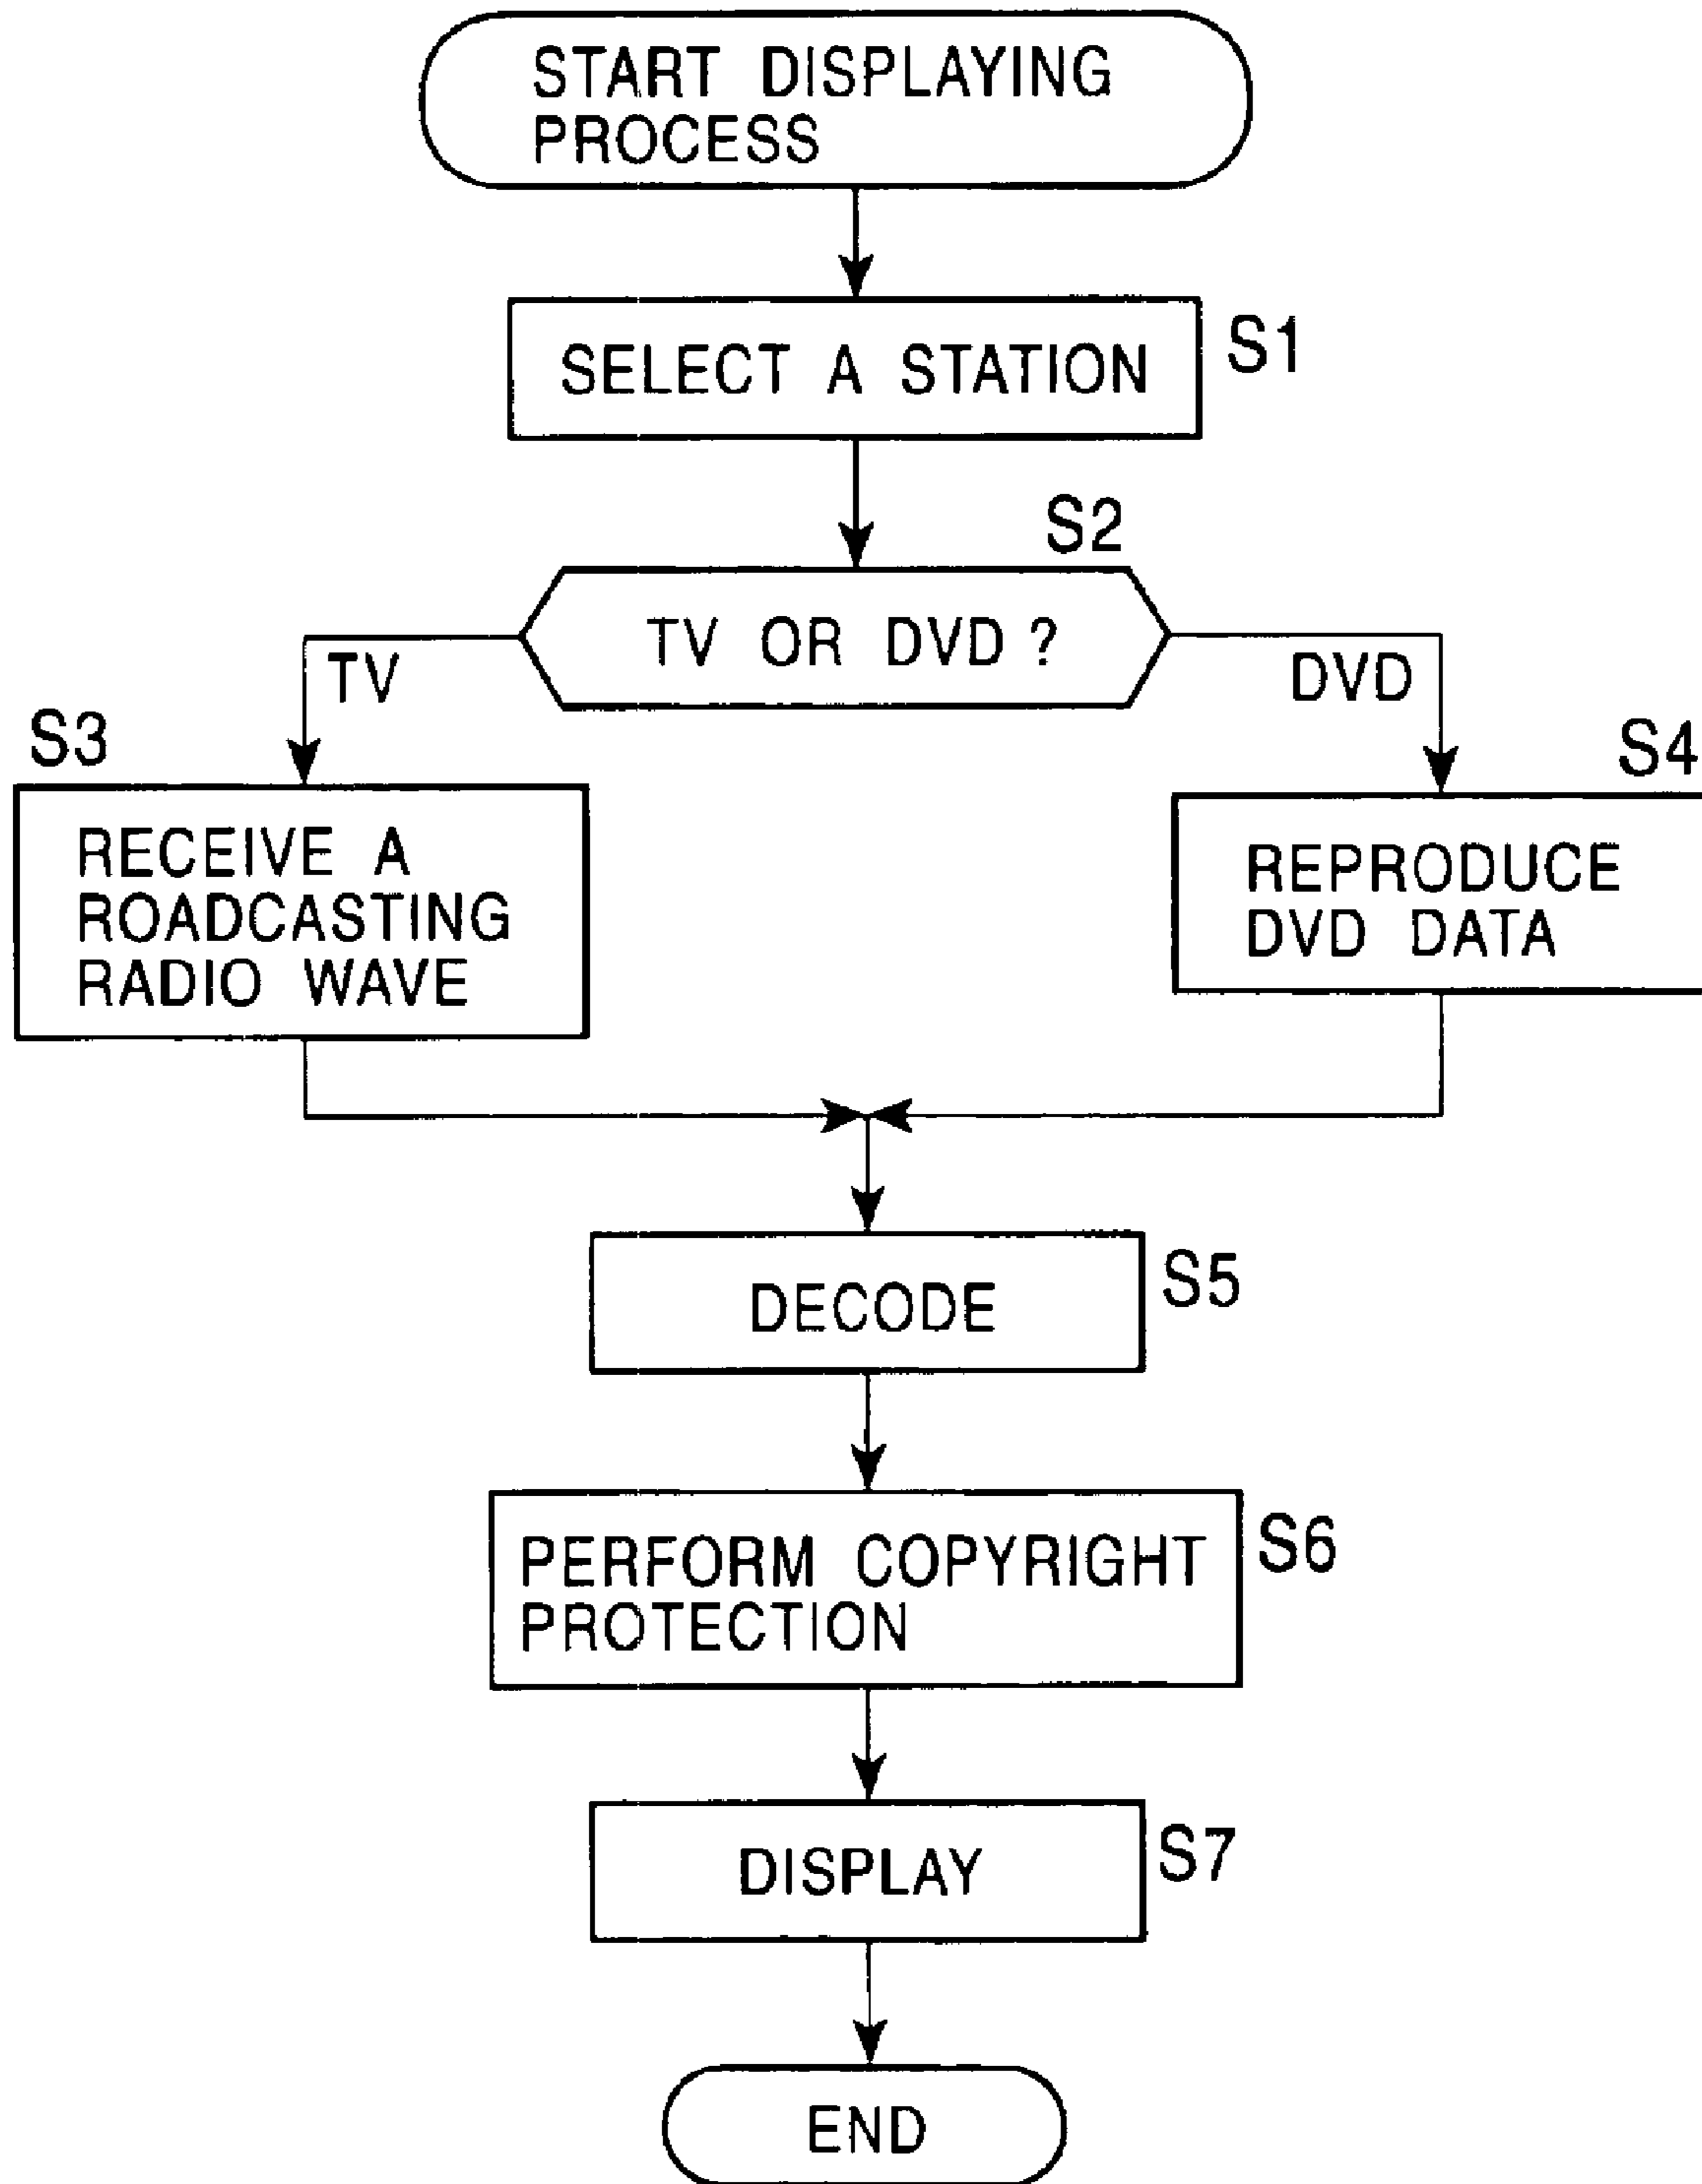 START DISPLAYING
PROCESS
SELECT A STATION
S1
S2
TV OR DVD ?
TV
DVD
S3
S4
RECEIVE A
ROADCASTING
RADIO WAVE
REPRODUCE
DVD DATA
DECODE
S5
PERFORM COPYRIGHT
PROTECTION
S6
DISPLAY
S7
END